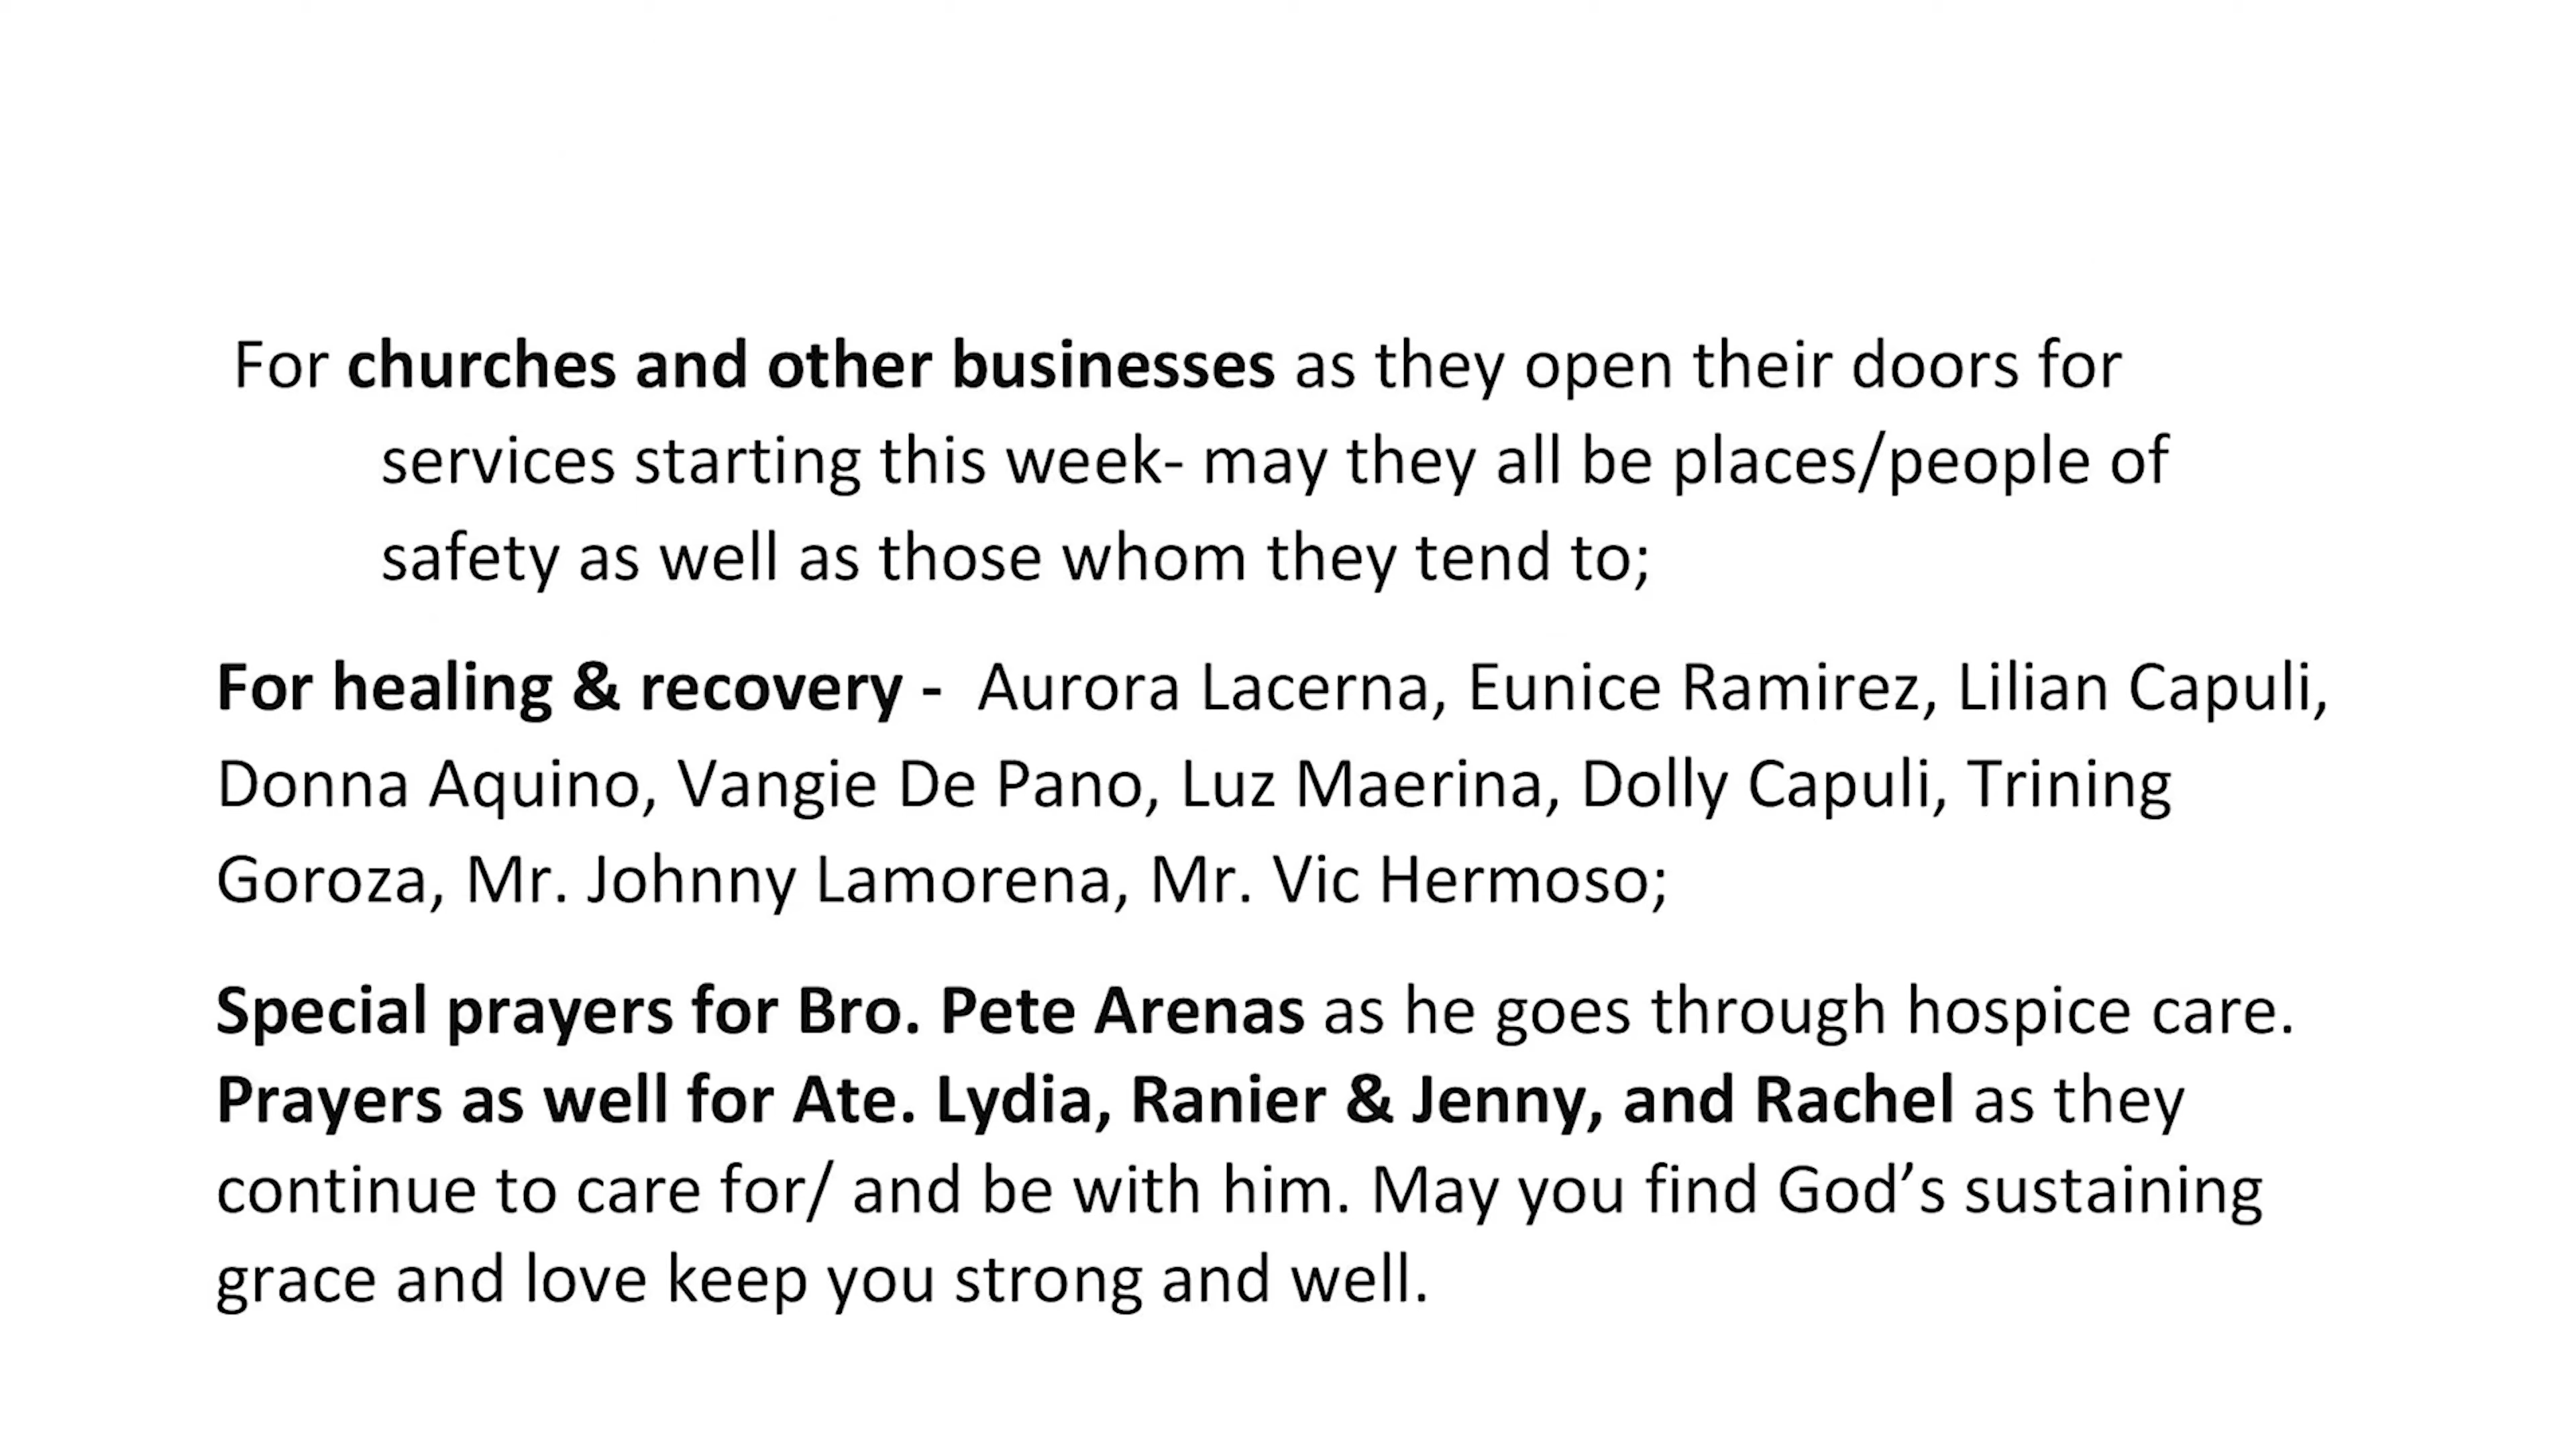 For churches and other businesses as they open their doors for
services starting this week- may they all be places/people of
safety as well as those whom they tend to;
For healing & recovery - Aurora Lacerna, Eunice Ramirez, Lilian Capuli,
Donna Aquino, Vangie De Pano, Luz Maerina, Dolly Capuli, Trining
Goroza, Mr. Johnny Lamorena, Mr. Vic Hermoso;
Special prayers for Bro. Pete Arenas as he goes through hospice care.
Prayers as well for Ate. Lydia, Ranier & Jenny, and Rachel as they
continue to care for/ and be with him. May you find God’s sustaining
grace and love keep you strong and well.